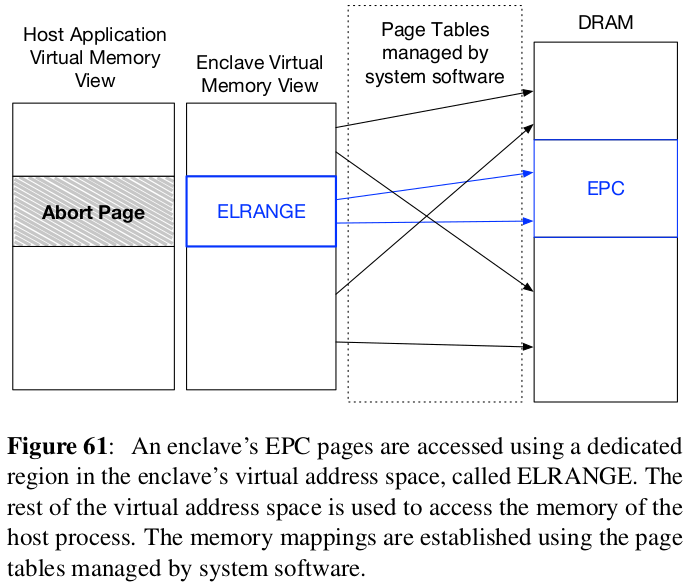 Host Application
Virtual Memory
View
Enclave Virtual
Memory View
Page Tables
managed by
system software
DRAM
Abort Page
ELRANGE
EPC
Figure 61: An enclave's EPC pages are accessed using a dedicated
region in the enclave's virtual address space, called ELRANGE. The
rest of the virtual address space is used to access the memory of the
host process. The memory mappings are established using the page
tables managed by system software.